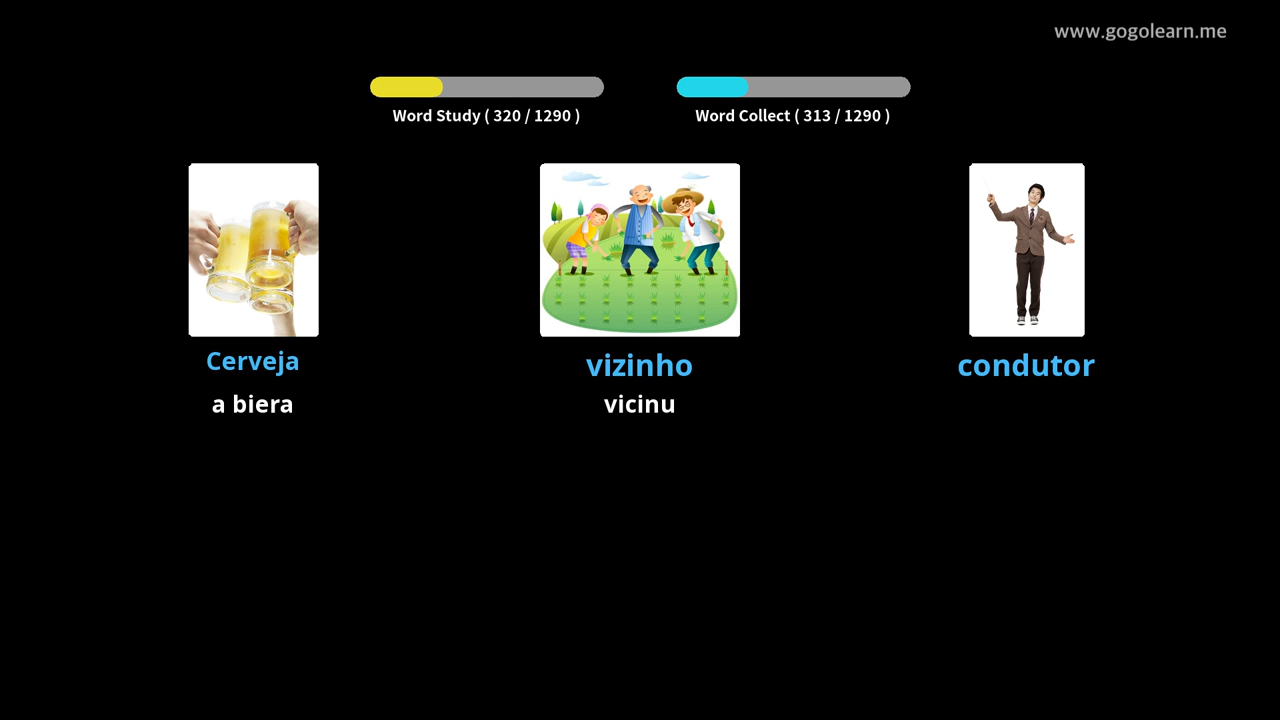 www.gogolearn.me
Word Study ( 320 / 1290 )
Word Collect ( 313 / 1290 )
Cerveja
vizinho
condutor
a biera
vicinu